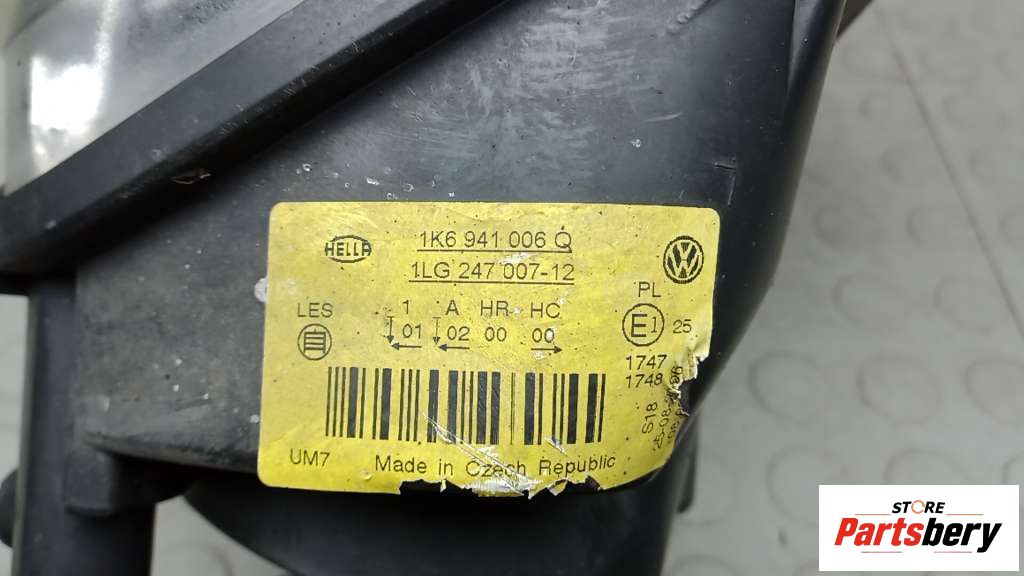 HELLA
1K6 941 006 Q
1LG 247 007-12
PL
LES
1 A HR HC
01 02 00 00
E1 25
1747
1748
S18
UM7 Made in Czech Republic
STORE
Partsbery